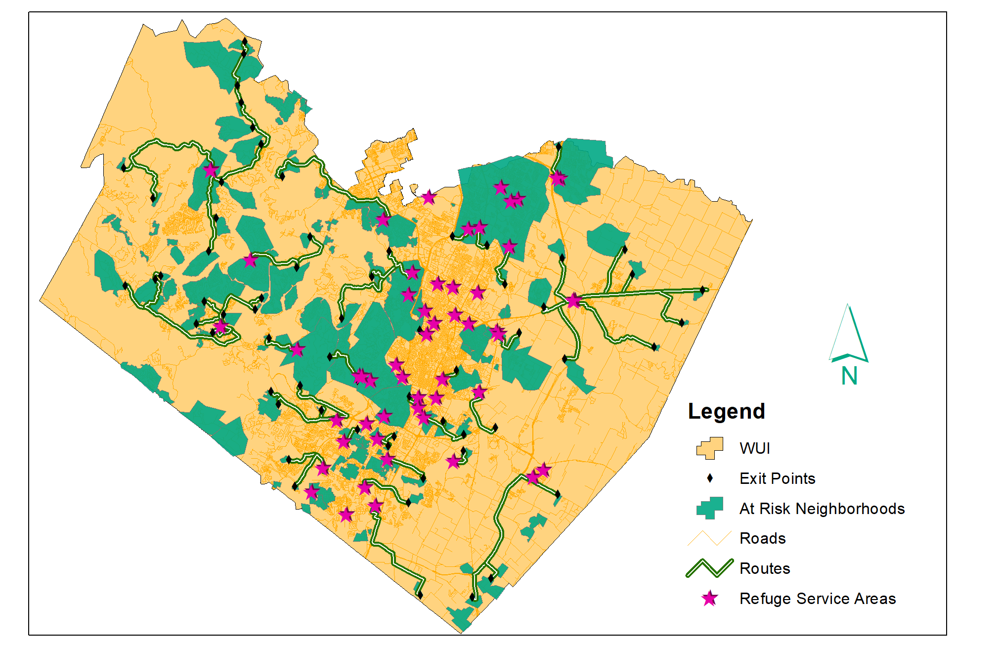 N
Legend
WUI
Exit Points
At Risk Neighborhoods
Roads
Routes
Refuge Service Areas